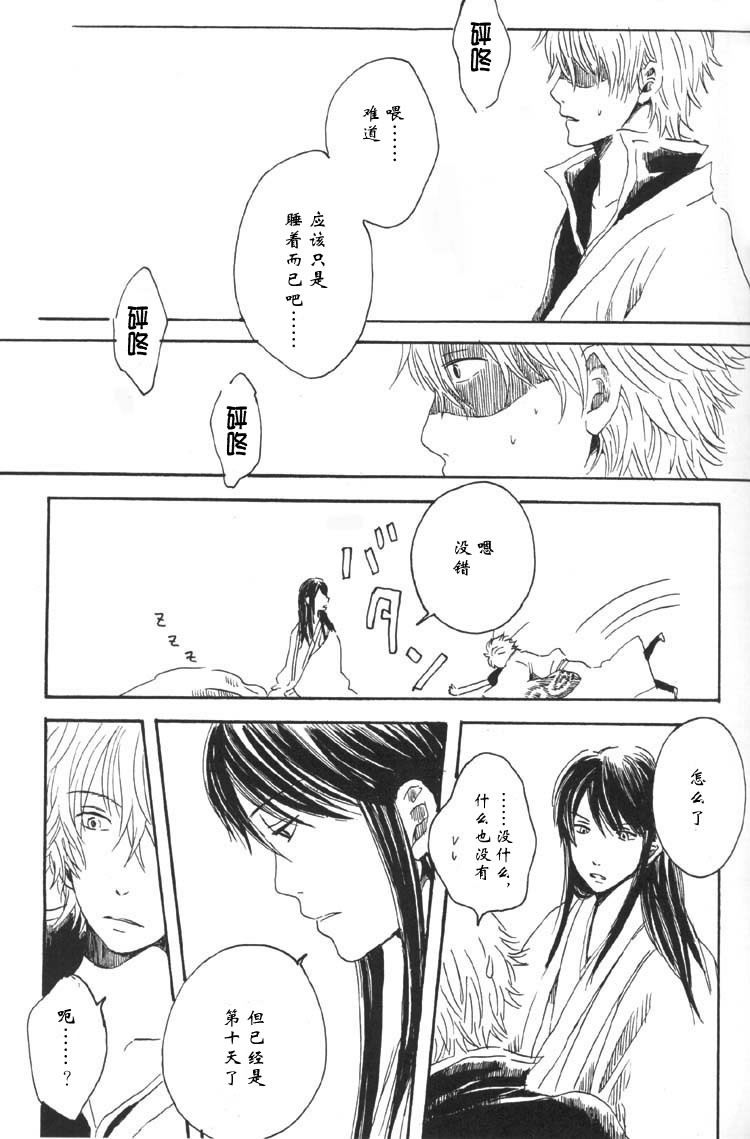 砰咚
喂……
难道
应该只是
睡着而已吧……
砰咚
砰咚
嗯
没错
バタン
z
z
z
怎么了
……没什么，
什么也没有
但已经是
第十天了
呃……？